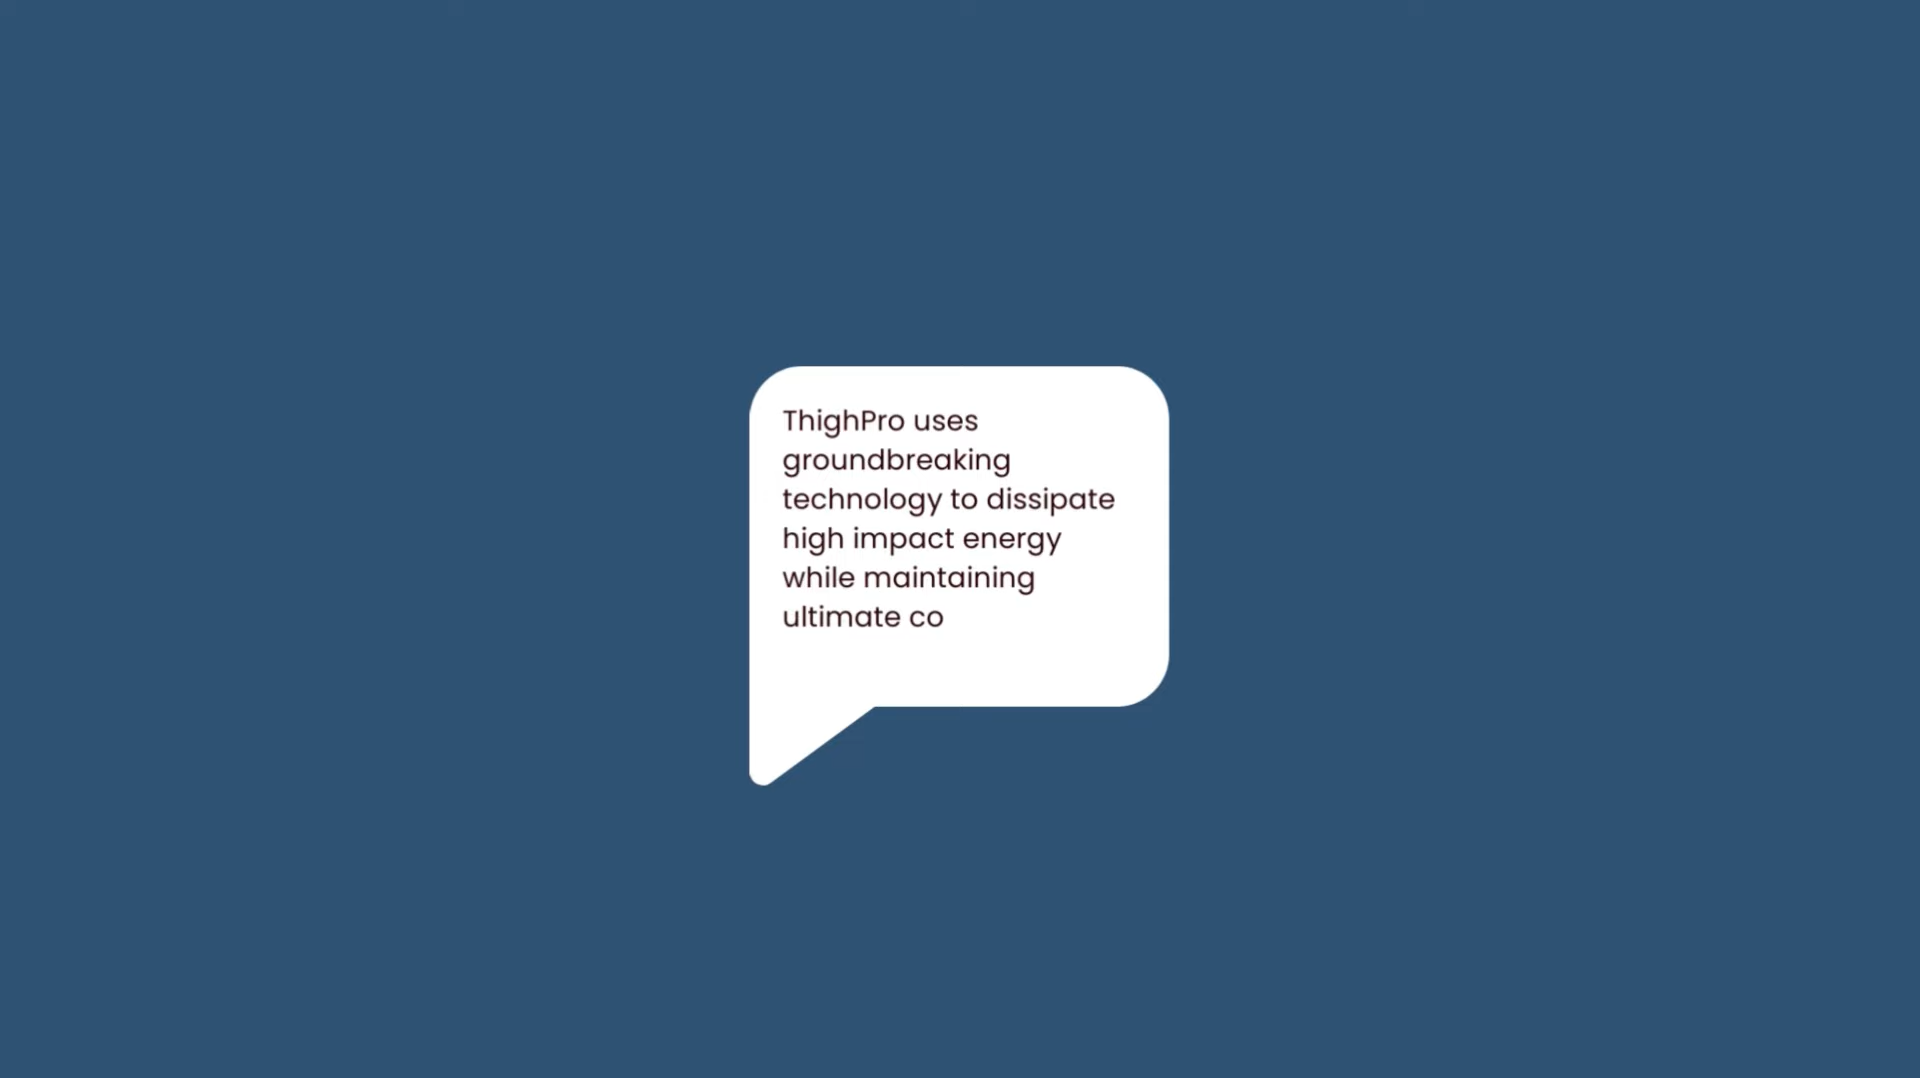 ThighPro uses
groundbreaking
technology to dissipate
high impact energy
while maintaining
ultimate co